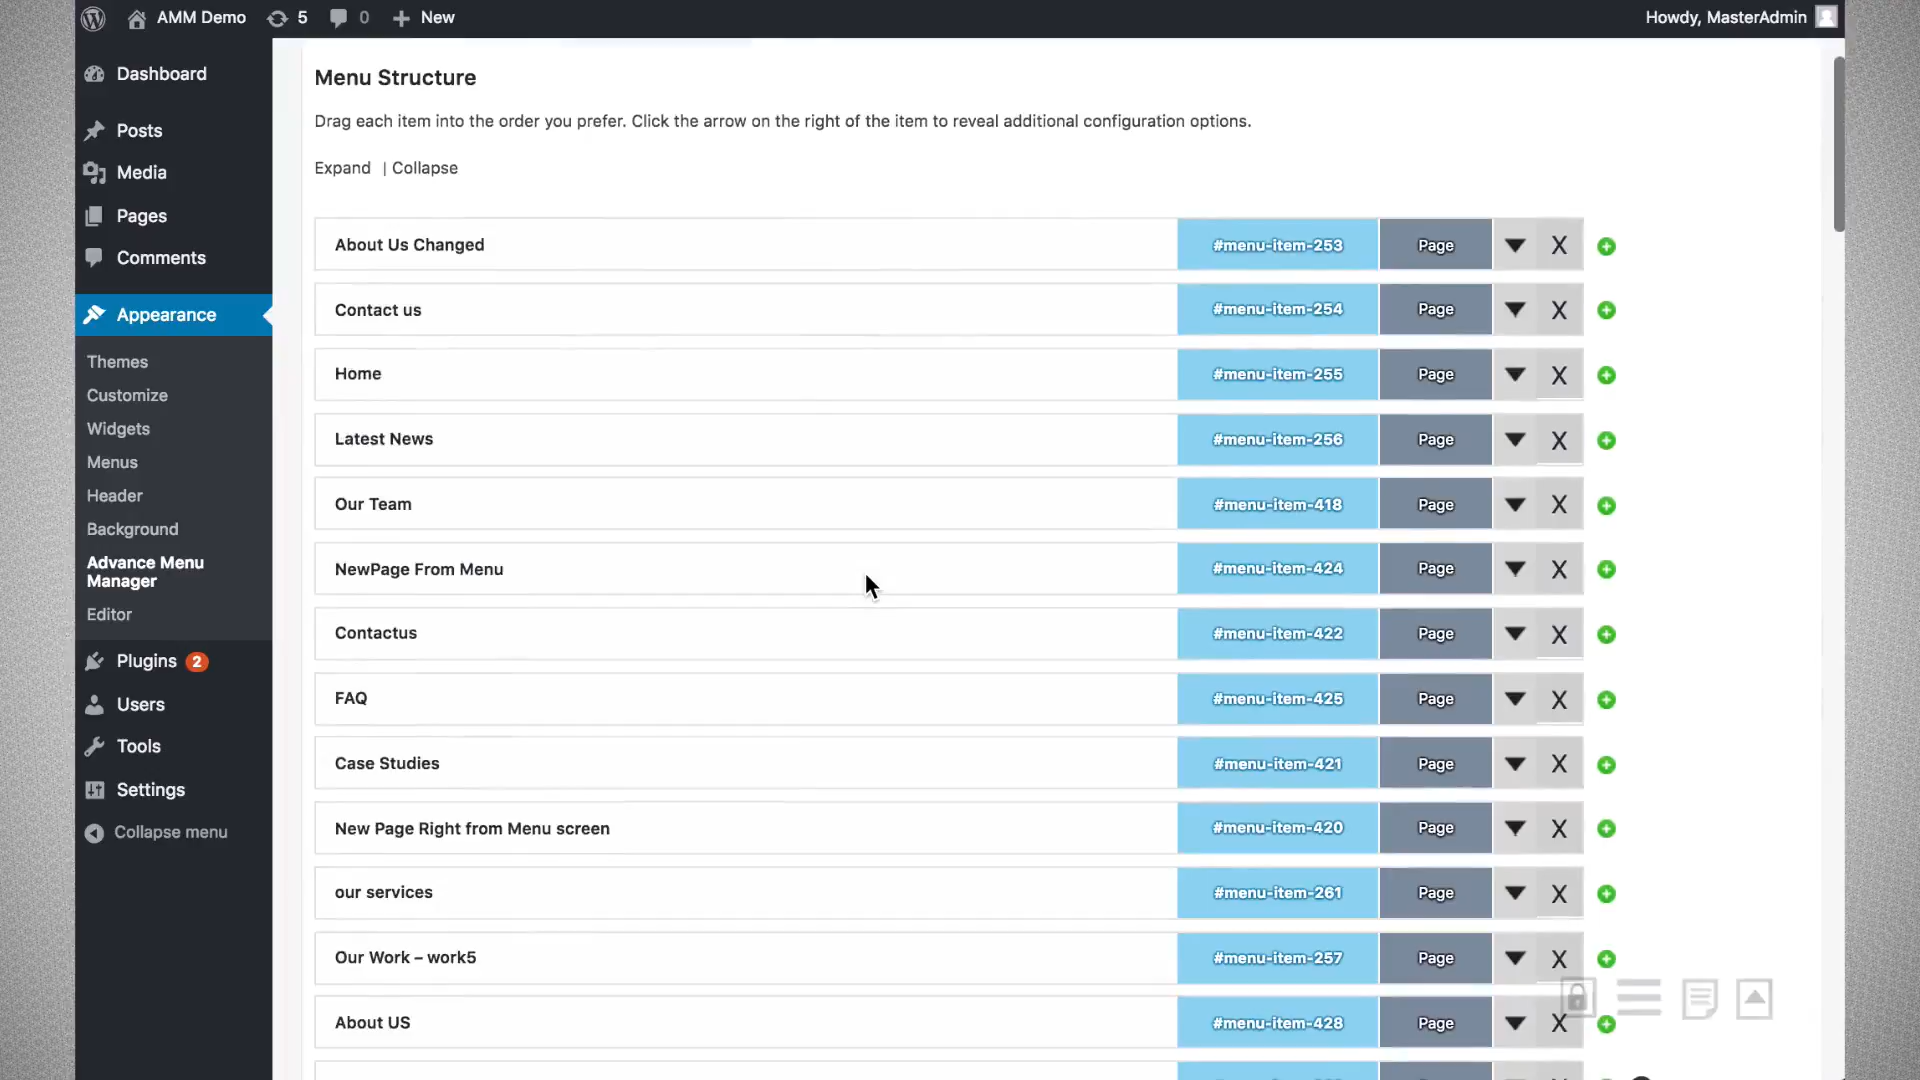 AMM Demo 5 0 New Howdy, MasterAdmin
Dashboard
Posts
Media
Pages
Comments
Appearance
Themes
Customize
Widgets
Menus
Header
Background
Advance Menu
Manager
Editor
Plugins 2
Users
Tools
Settings
Collapse menu
Menu Structure
Drag each item into the order you prefer. Click the arrow on the right of the item to reveal additional configuration options.
Expand | Collapse
About Us Changed #menu-item-253 Page X
Contact us #menu-item-254 Page X
Home #menu-item-255 Page X
Latest News #menu-item-256 Page X
Our Team #menu-item-418 Page X
NewPage From Menu #menu-item-424 Page X
Contactus #menu-item-422 Page X
FAQ #menu-item-425 Page X
Case Studies #menu-item-421 Page X
New Page Right from Menu screen #menu-item-420 Page X
our services #menu-item-261 Page X
Our Work – work5 #menu-item-257 Page X
About US #menu-item-428 Page X